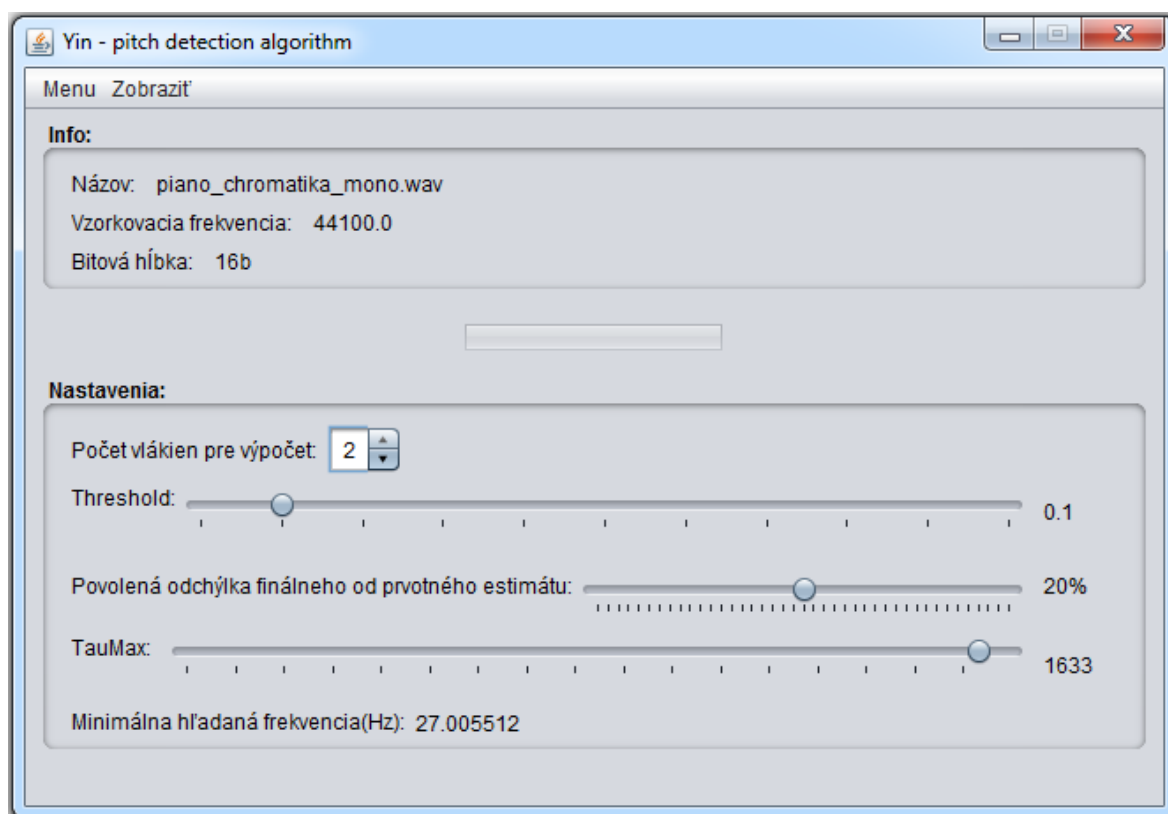 Yin - pitch detection algorithm
Menu Zobraziť
Info:
Názov: piano_chromatika_mono.wav
Vzorkovacia frekvencia: 44100.0
Bitová hĺbka: 16b
Nastavenia:
Počet vlákien pre výpočet: 2
Threshold: 0.1
Povolená odchýlka finálneho od prvotného estimátu: 20%
TauMax: 1633
Minimálna hľadaná frekvencia(Hz): 27.005512